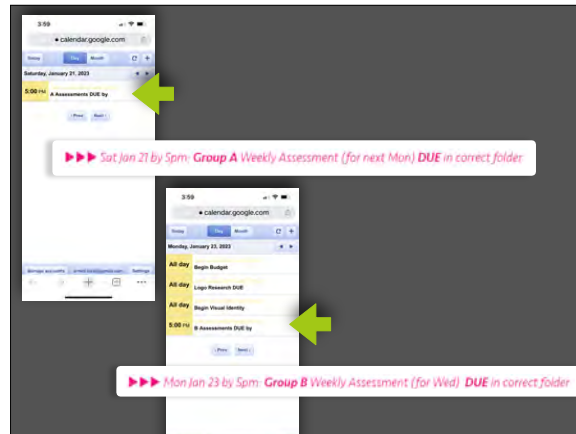 3:59
calendar.google.com
Today Day Month
Saturday, January 21, 2023
5:00 PM A Assessments DUE by
‹ Prev Next ›
►►► Sat Jan 21 by 5pm: Group A Weekly Assessment (for next Mon) DUE in correct folder
3:59
calendar.google.com
Today Day Month
Monday, January 23, 2023
Manage accounts Settings
All day Begin Budget
All day Logo Research DUE
All day Begin Visual Identity
5:00 PM B Assessments DUE by
‹ Prev Next ›
►►► Mon Jan 23 by 5pm: Group B Weekly Assessment (for Wed) DUE in correct folder